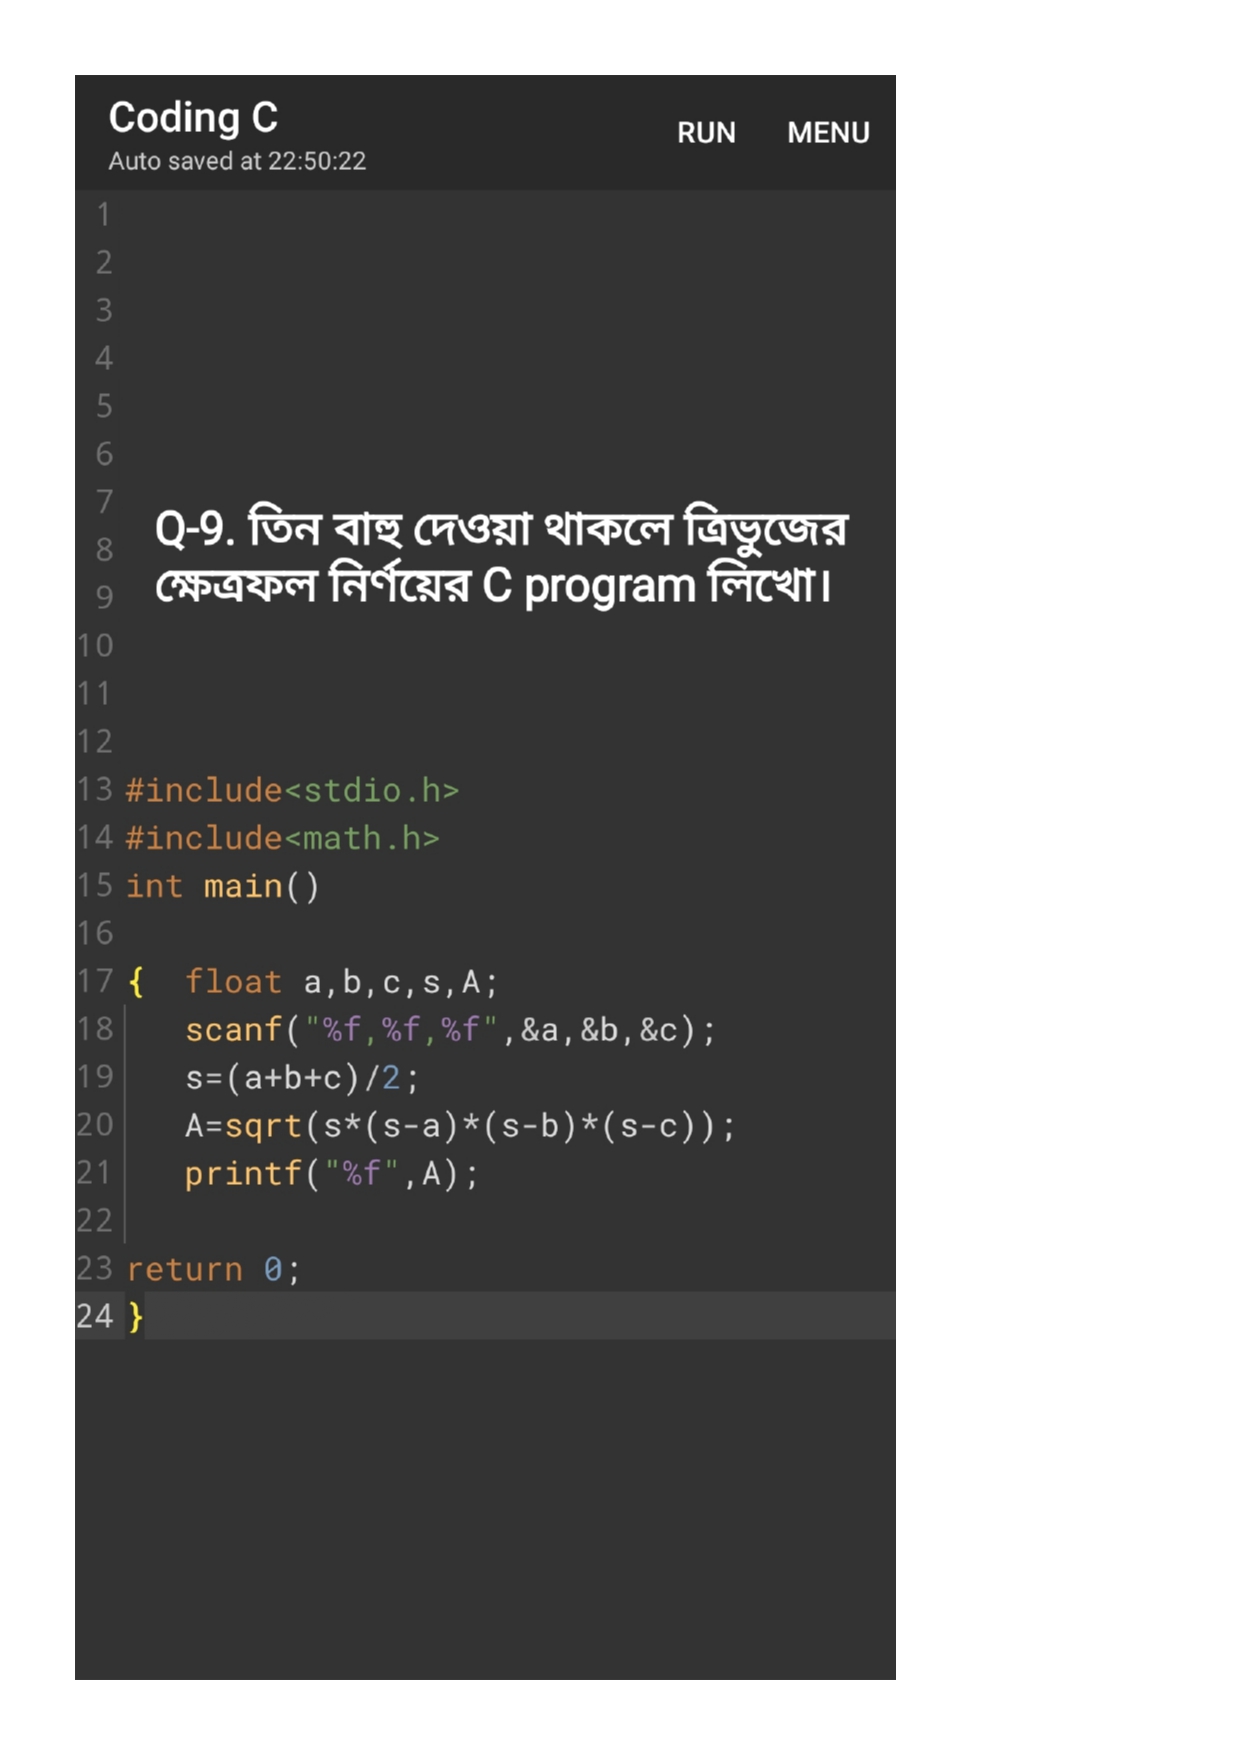 Coding C
RUN MENU
Auto saved at 22:50:22
1
2
3
4
5
6
7
Q-9. তিন বাহু দেওয়া থাকলে ত্রিভুজের
8
ক্ষেত্রফল নির্ণয়ের C program লিখো।
9
10
11
12
13 #include<stdio.h>
14 #include<math.h>
15 int main()
16
17 {  float a,b,c,s,A;
18    scanf("%f,%f,%f",&a,&b,&c);
19    s=(a+b+c)/2;
20    A=sqrt(s*(s-a)*(s-b)*(s-c));
21    printf("%f",A);
22
23 return 0;
24 }